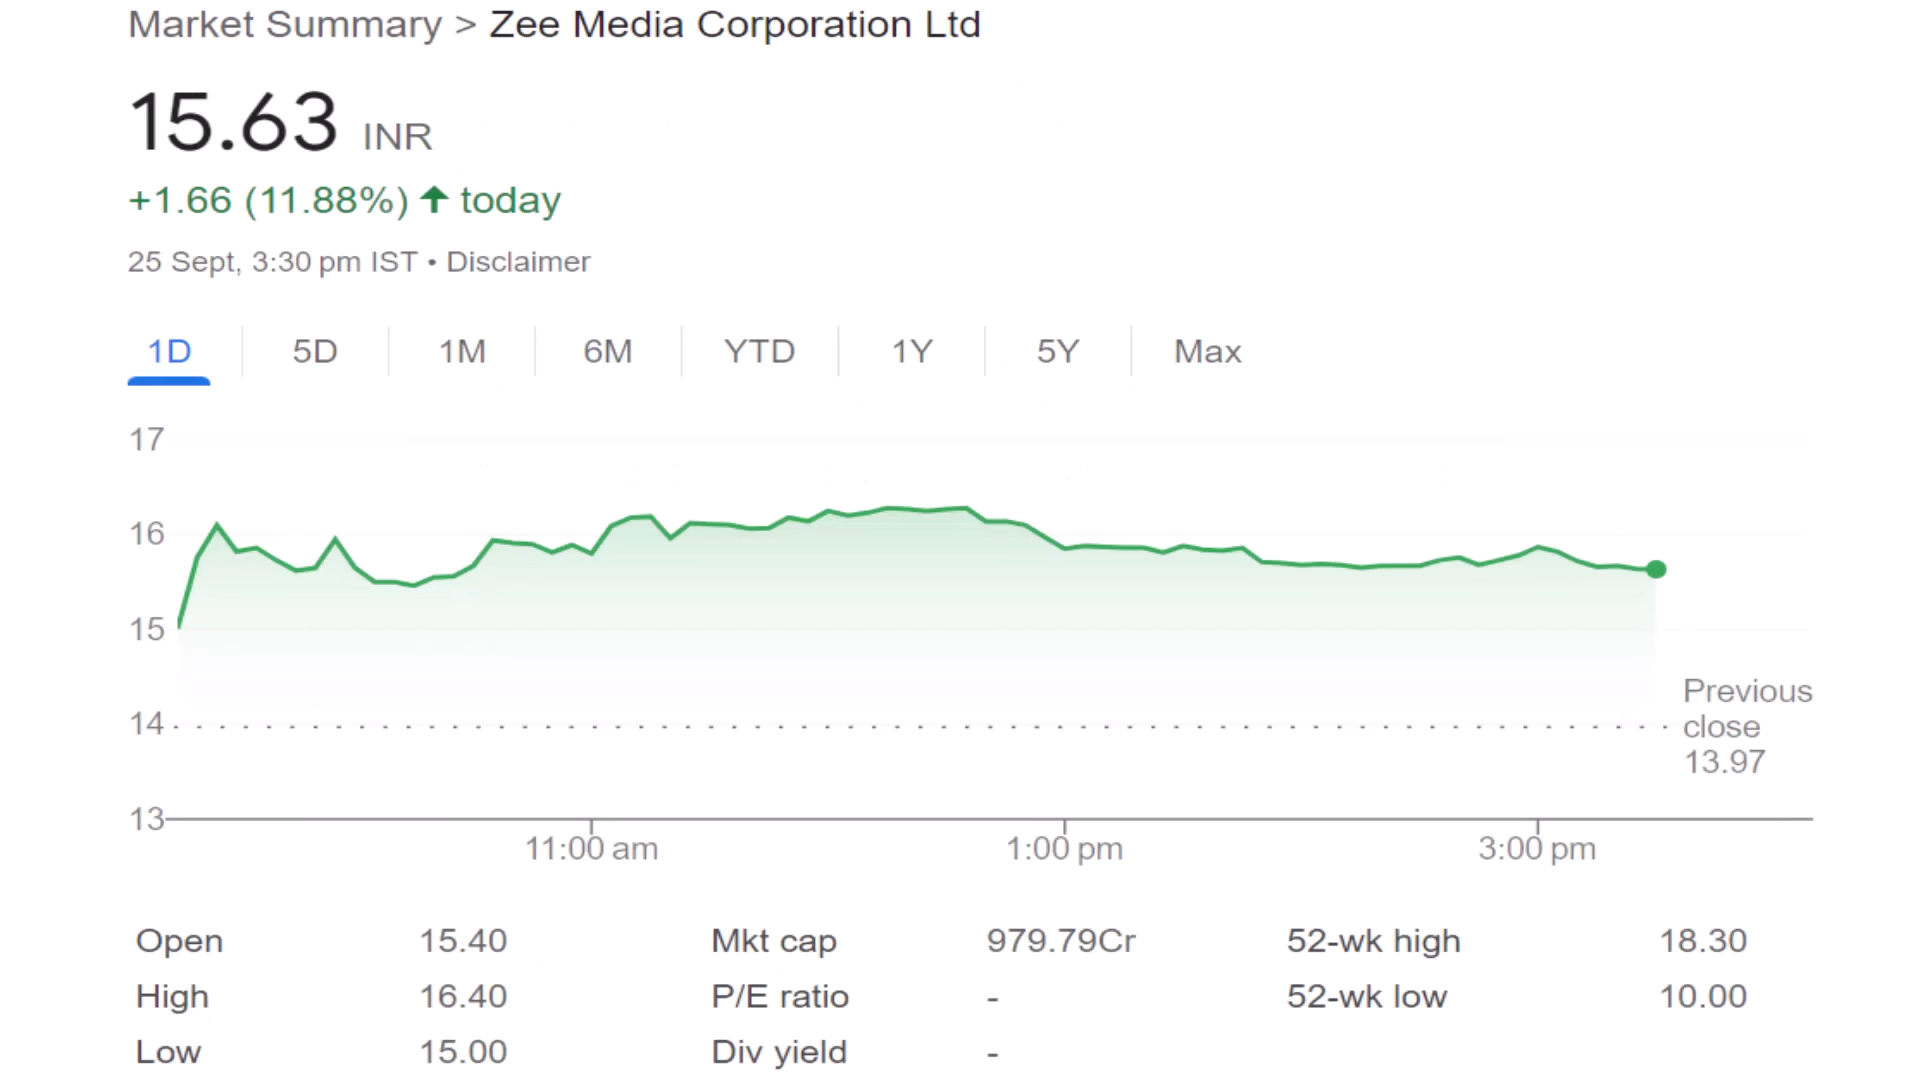 Market Summary > Zee Media Corporation Ltd
15.63 INR
+1.66 (11.88%) ↑ today
25 Sept, 3:30 pm IST • Disclaimer
1D 5D 1M 6M YTD 1Y 5Y Max
17
16
15
14
13
Previous
close
13.97
11:00 am 1:00 pm 3:00 pm
Open 15.40 Mkt cap 979.79Cr 52-wk high 18.30
High 16.40 P/E ratio - 52-wk low 10.00
Low 15.00 Div yield -